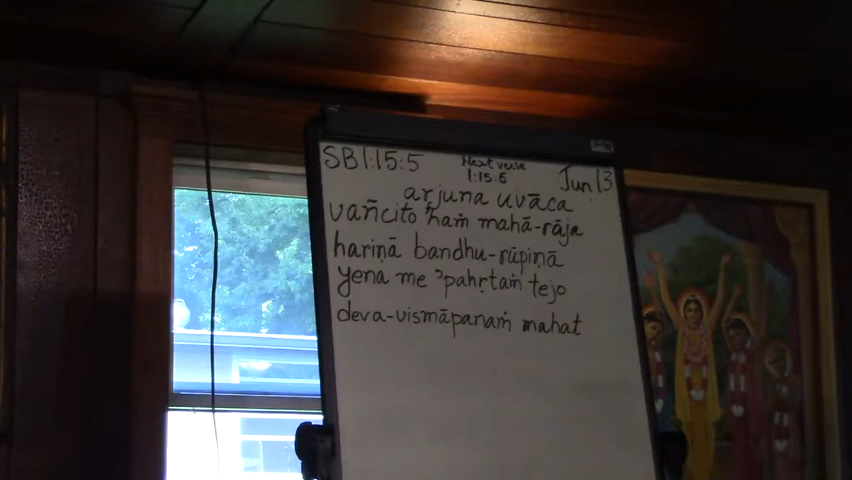 SB1:15:5
Next verse
1:15:5
Jun 13
arjuna uvāca
vañcito 'haṁ mahā-rāja
hariṇā bandhu-rūpiṇā
yena me 'pahṛtaṁ tejo
deva-vismāpanaṁ mahat